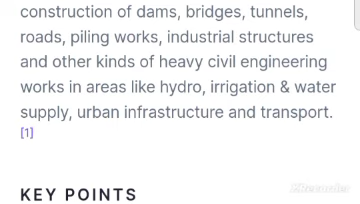 construction of dams, bridges, tunnels,
roads, piling works, industrial structures
and other kinds of heavy civil engineering
works in areas like hydro, irrigation & water
supply, urban infrastructure and transport.
[1]
KEY POINTS